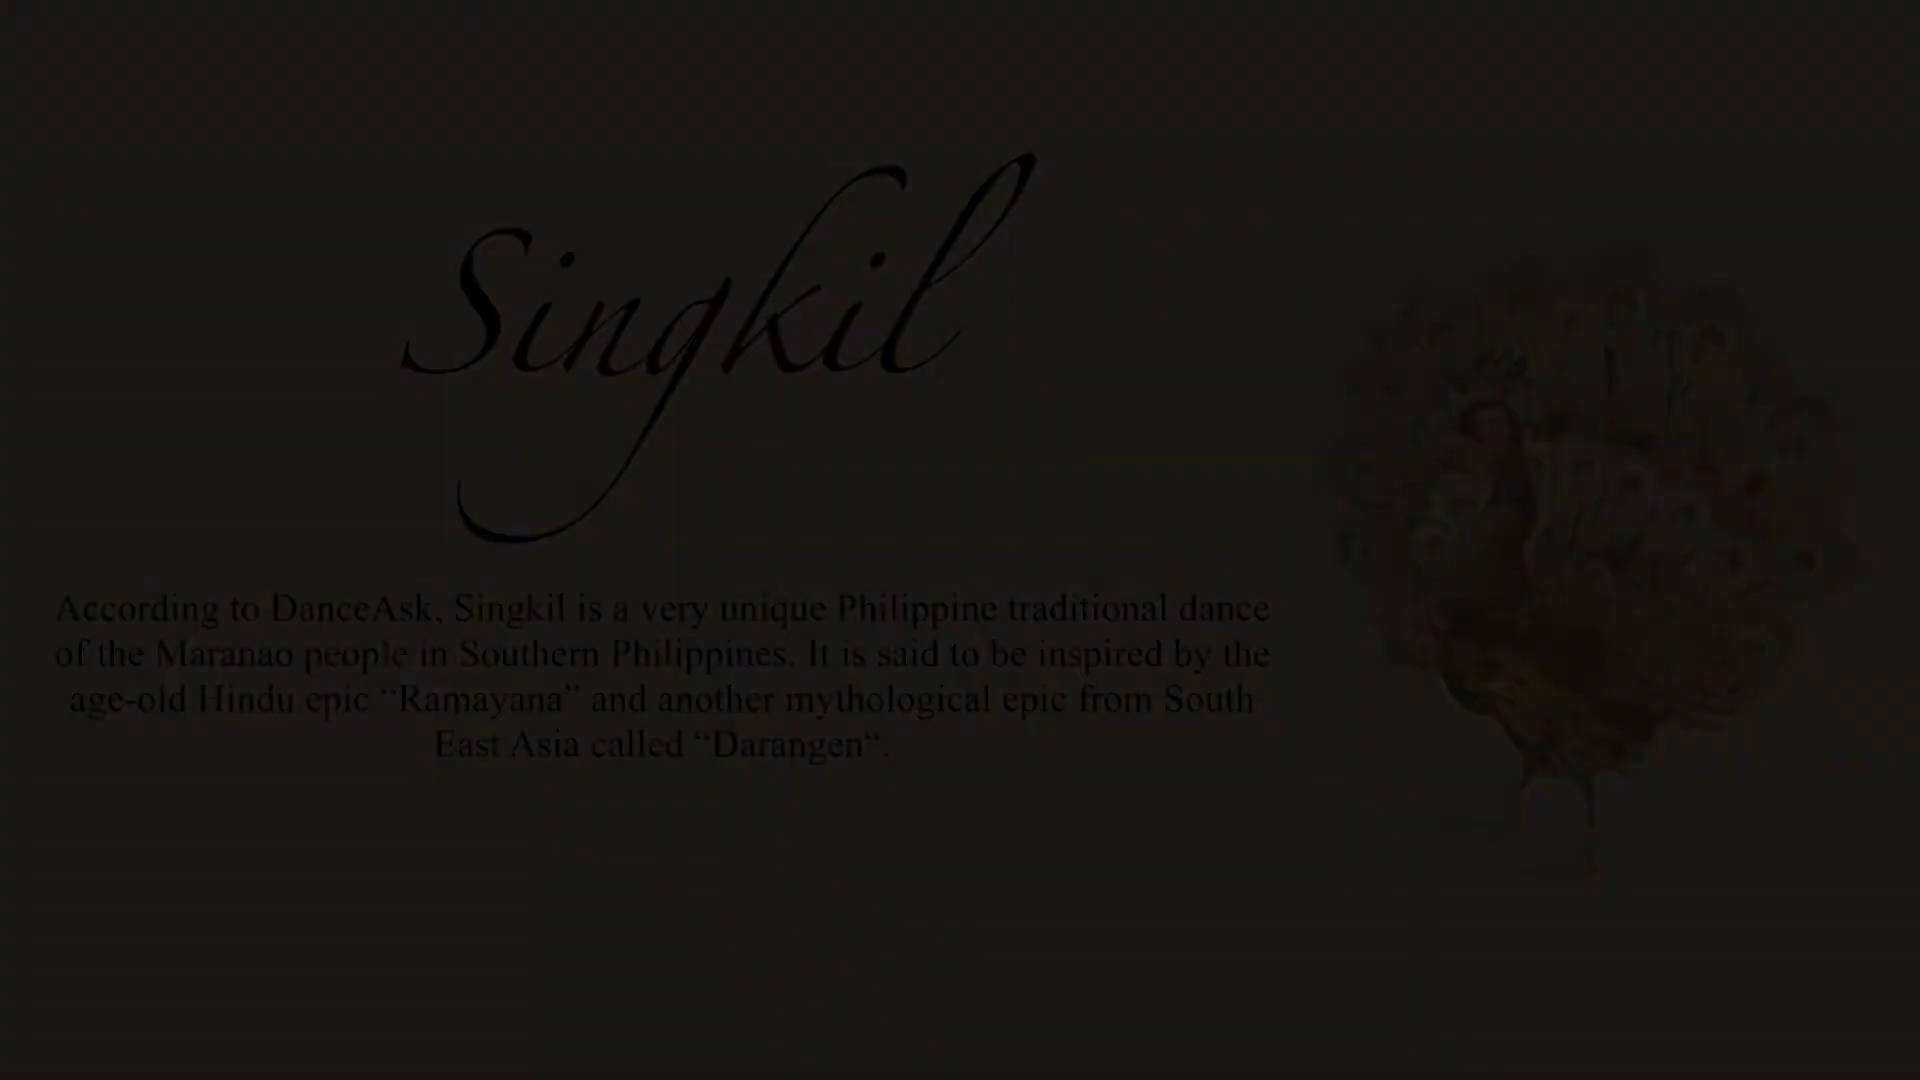 Singkil
According to DanceAsk, Singkil is a very unique Philippine traditional dance
of the Maranao people in Southern Philippines. It is said to be inspired by the
age-old Hindu epic “Ramayana” and another mythological epic from South
East Asia called “Darangen“.